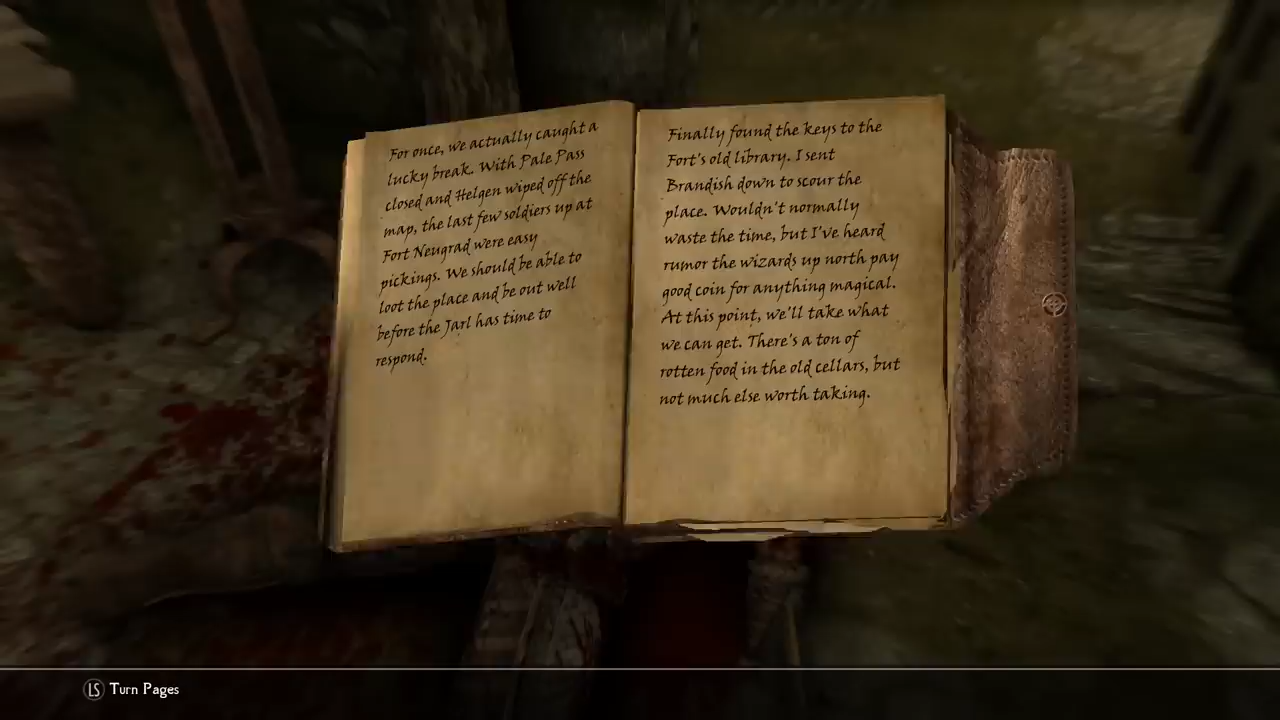 For once, we actually caught a
lucky break. With Pale Pass
closed and Helgen wiped off the
map, the last few soldiers up at
Fort Neugrad were easy
pickings. We should be able to
loot the place and be out well
before the Jarl has time to
respond.
Finally found the keys to the
Fort's old library. I sent
Brandish down to scour the
place. Wouldn't normally
waste the time, but I've heard
rumor the wizards up north pay
good coin for anything magical.
At this point, we'll take what
we can get. There's a ton of
rotten food in the old cellars, but
not much else worth taking.
LS Turn Pages